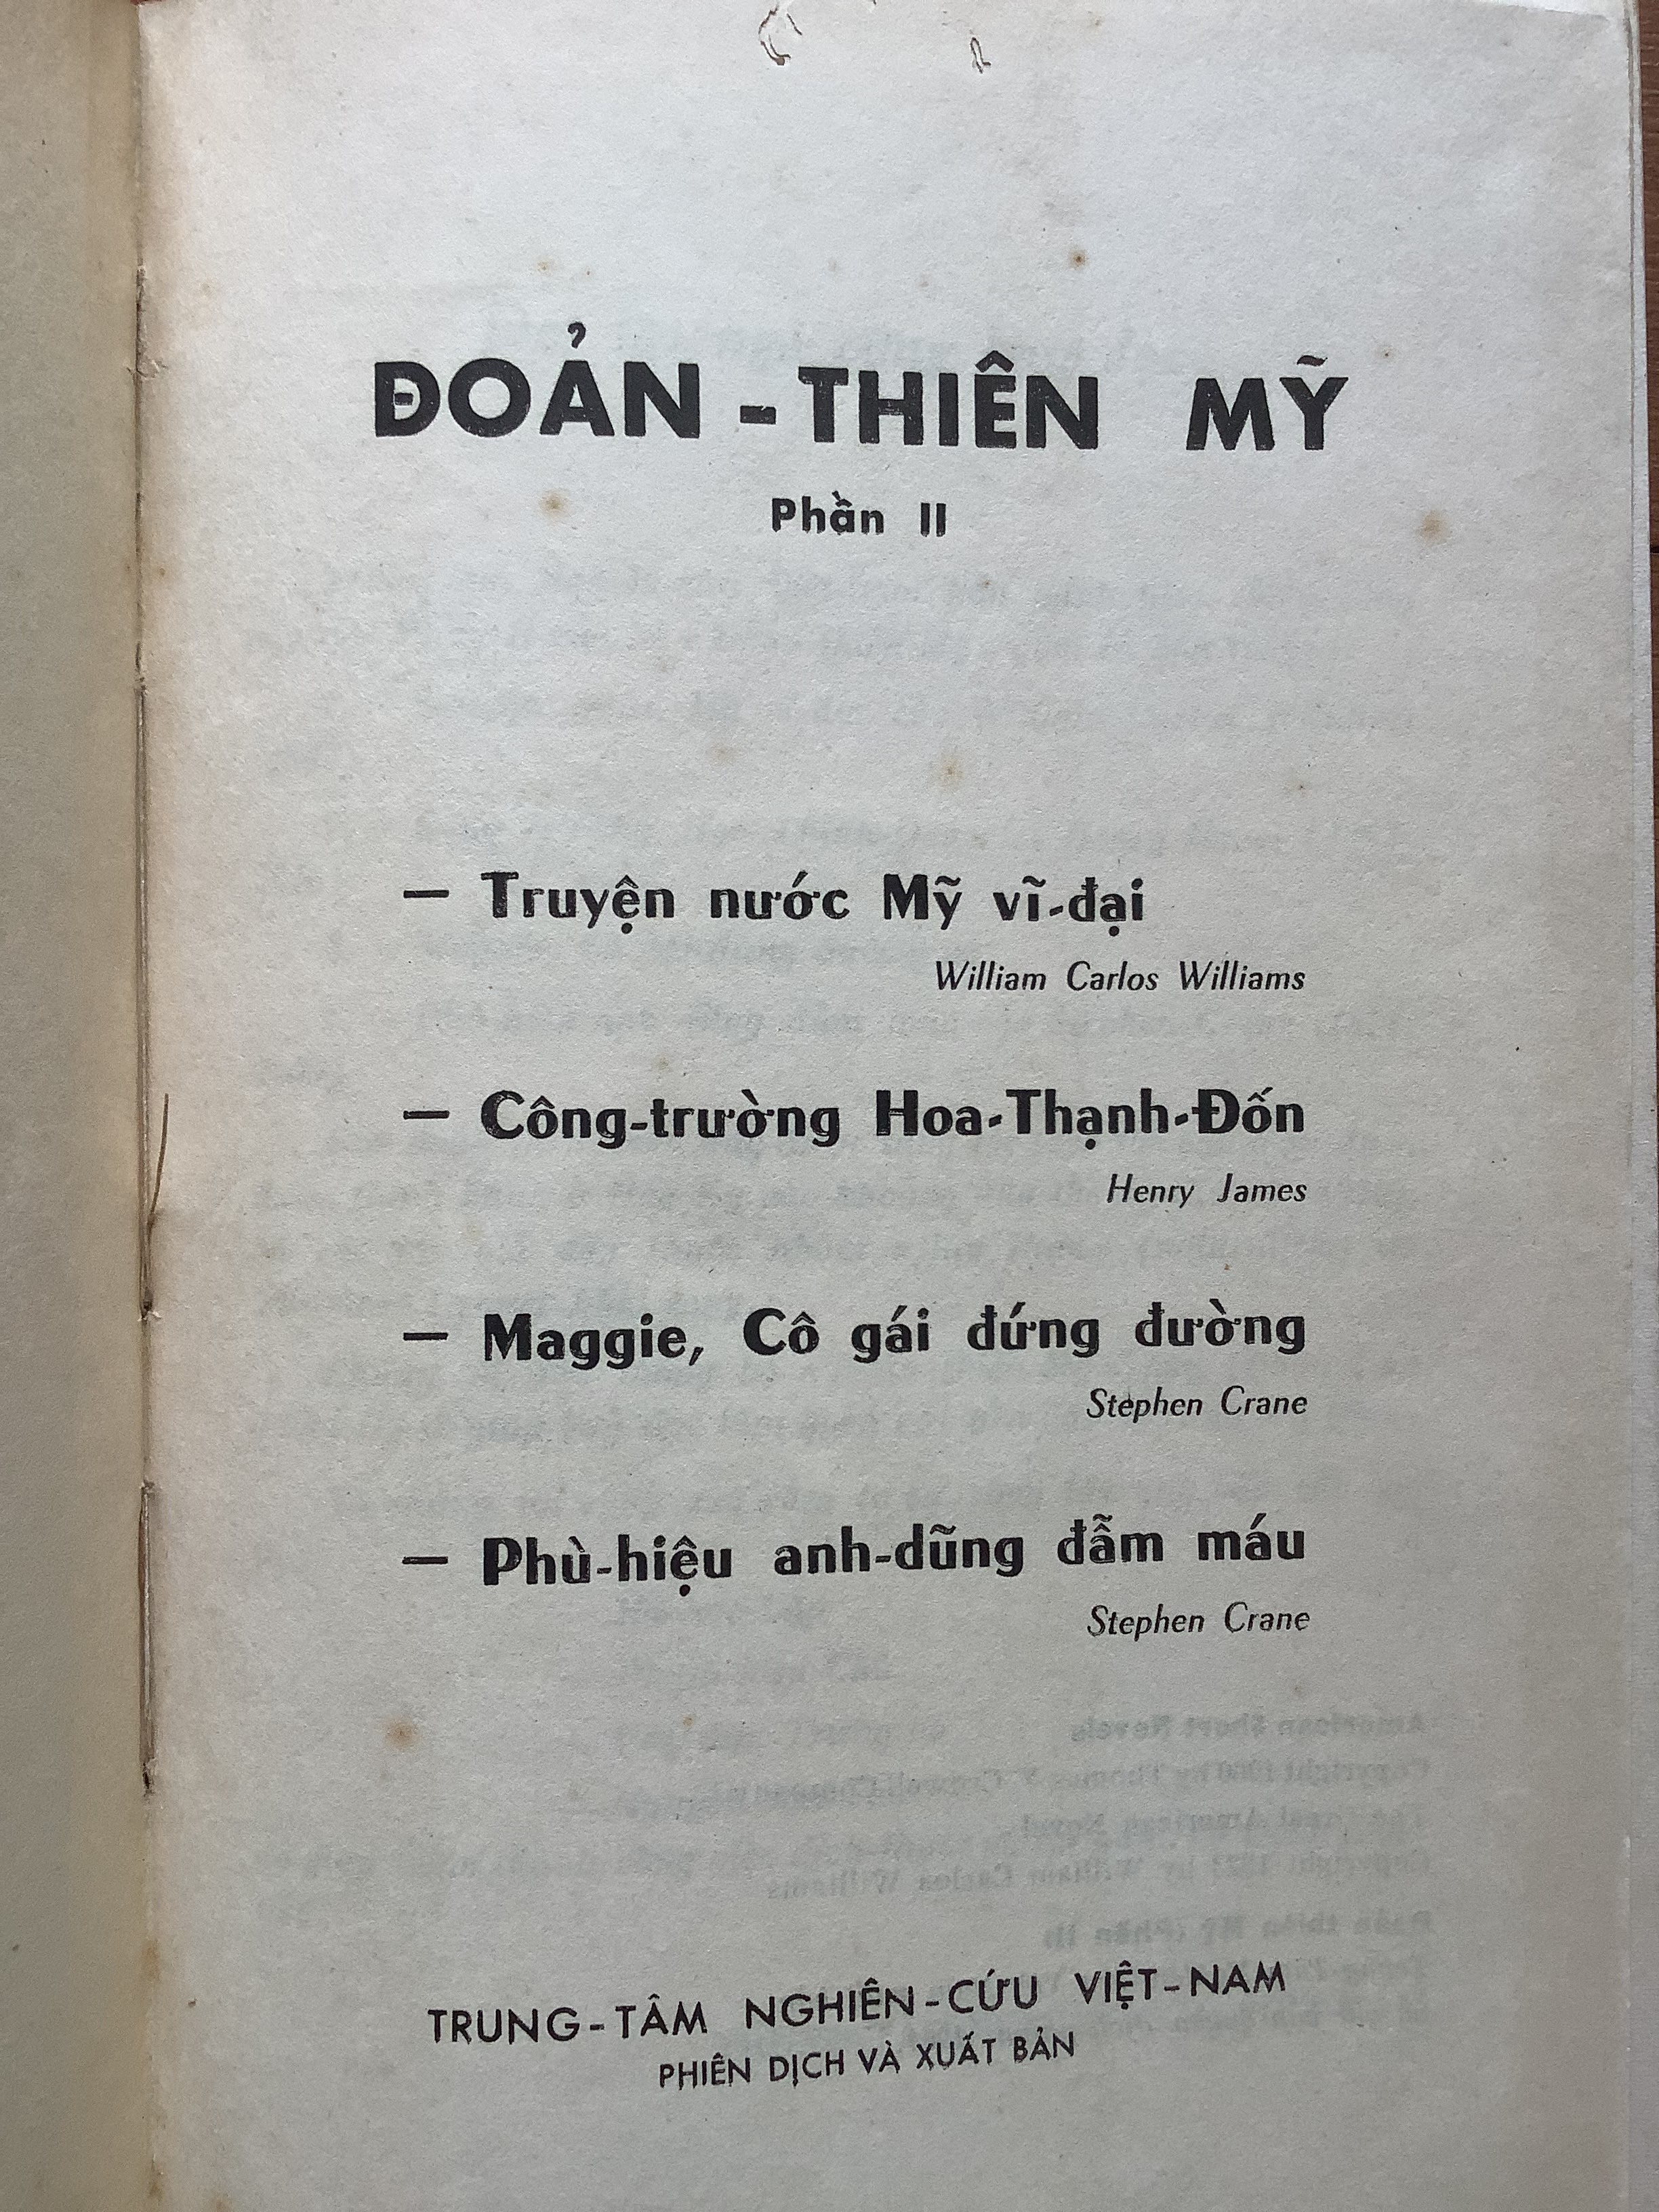 ĐOẢN - THIÊN MỸ
Phần II
— Truyện nước Mỹ vĩ-đại
William Carlos Williams
— Công-trường Hoa-Thạnh-Đốn
Henry James
— Maggie, Cô gái đứng đường
Stephen Crane
— Phù-hiệu anh-dũng đẫm máu
Stephen Crane
TRUNG-TÂM NGHIÊN-CỨU VIỆT-NAM
PHIÊN DỊCH VÀ XUẤT BẢN